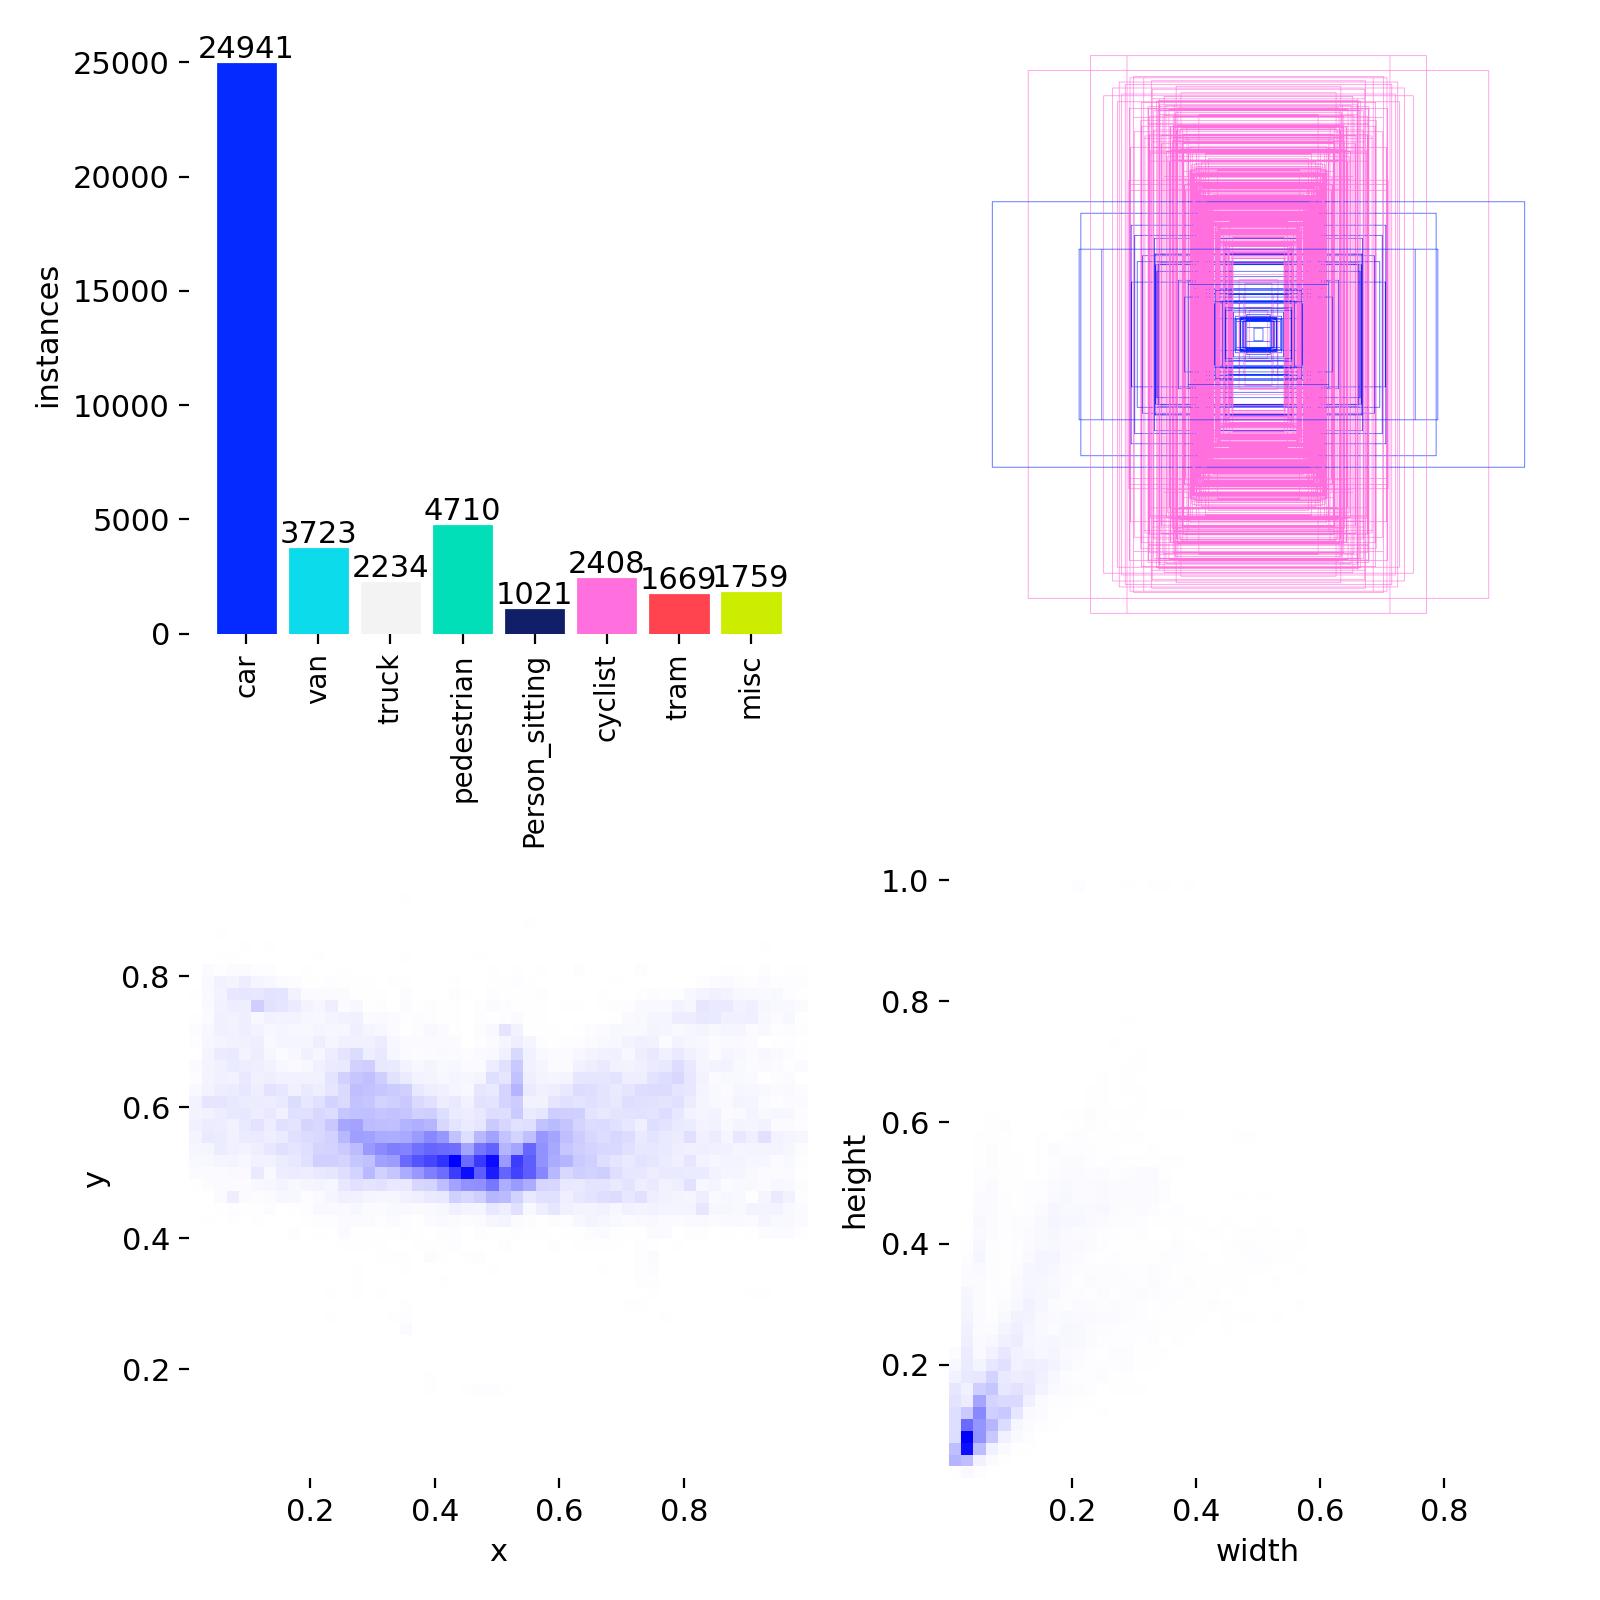 24941
25000
20000
15000
10000
5000
0
instances
3723
2234
4710
1021
2408
1669
1759
car
van
truck
pedestrian
Person_sitting
cyclist
tram
misc
0.8
0.6
0.4
0.2
y
0.2 0.4 0.6 0.8
x
1.0
0.8
0.6
0.4
0.2
height
0.2 0.4 0.6 0.8
width